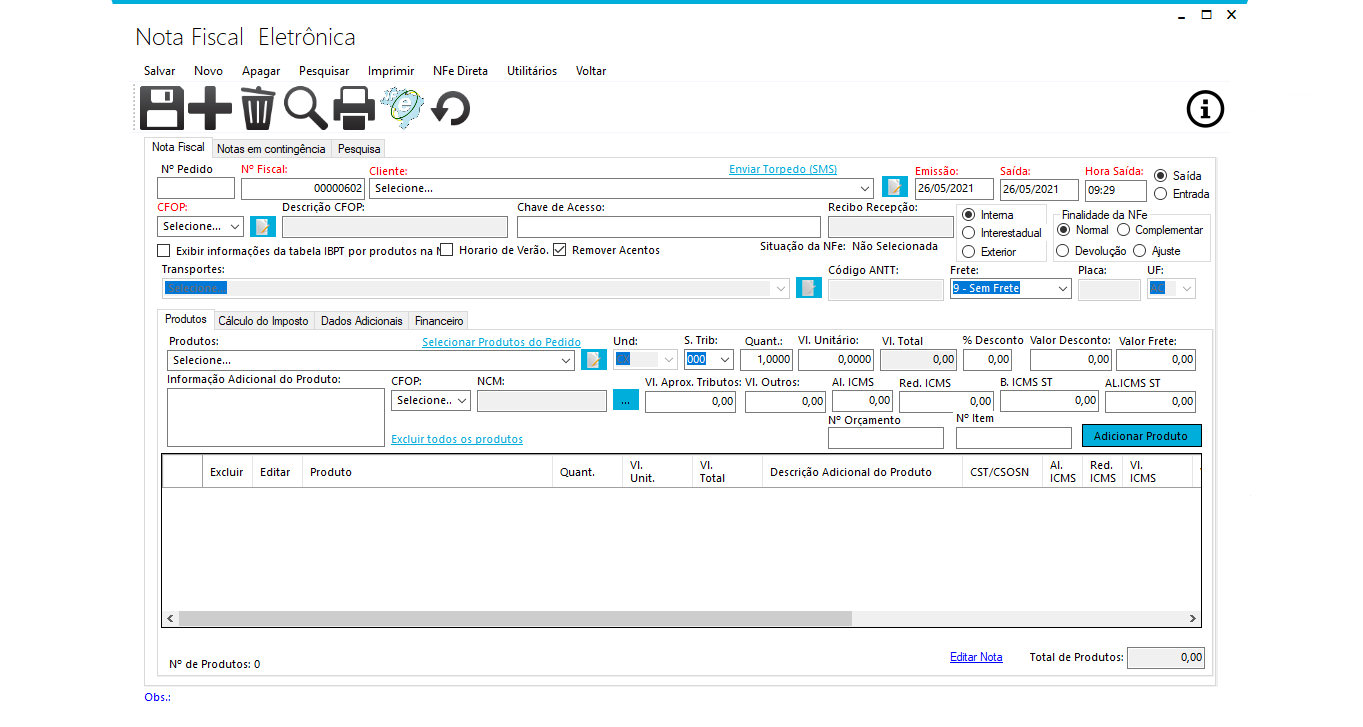 Nota Fiscal Eletrônica
Salvar Novo Apagar Pesquisar Imprimir NFe Direta Utilitários Voltar
Nota Fiscal Notas em contingência Pesquisa
Nº Pedido Nº Fiscal: Cliente: Enviar Torpedo (SMS) Emissão: Saída: Hora Saída: Saída
00000602 Selecione... 26/05/2021 26/05/2021 09:29 Entrada
CFOP: Descrição CFOP: Chave de Acesso: Recibo Recepção: Interna Finalidade da NFe
Selecione... Interestadual Normal Complementar
Exibir informações da tabela IBPT por produtos na Horario de Verão. Remover Acentos Situação da NFe: Não Selecionada Exterior Devolução Ajuste
Transportes: Código ANTT: Frete: Placa: UF:
Selecione... 9 - Sem Frete
Produtos Cálculo do Imposto Dados Adicionais Financeiro
Produtos: Selecionar Produtos do Pedido Und: S. Trib: Quant.: Vl. Unitário: Vl. Total % Desconto Valor Desconto: Valor Frete:
Selecione... 000 1,0000 0,0000 0,00 0,00 0,00 0,00
Informação Adicional do Produto: CFOP: NCM: Vl. Aprox. Tributos: Vl. Outros: Al. ICMS Red. ICMS B. ICMS ST AL.ICMS ST
Selecione.. ... 0,00 0,00 0,00 0,00 0,00 0,00
Nº Orçamento Nº Item
Excluir todos os produtos Adicionar Produto
Excluir Editar Produto Quant. Vl. Unit. Vl. Total Descrição Adicional do Produto CST/CSOSN Al. ICMS Red. ICMS Vl. ICMS
Nº de Produtos: 0 Editar Nota Total de Produtos: 0,00
Obs.: